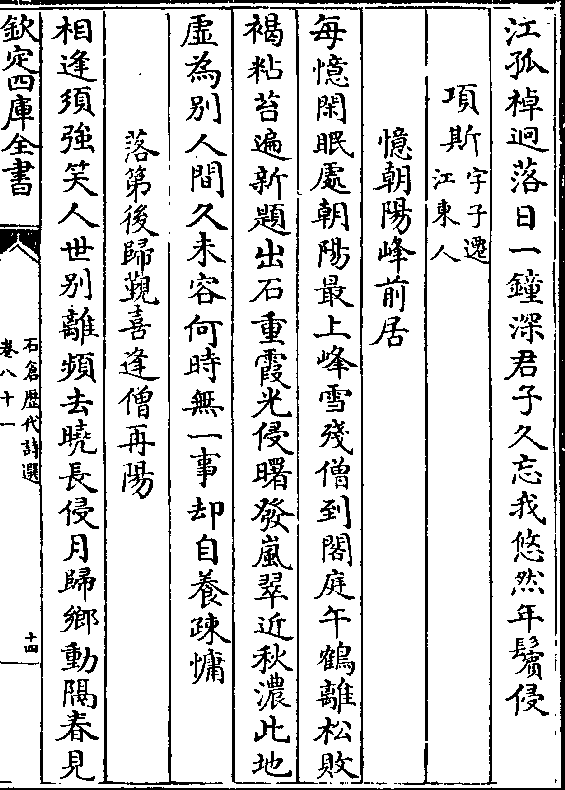 江孤棹迥落日一鐘深君子久忘我悠然年鬢侵
項斯字子遷
江東人
憶朝陽峰前居
每憶閑眠處朝陽最上峰雪殘僧到閣庭午鶴離松敗
褐粘苔遍新題出石重霞光侵曙發嵐翠近秋濃此地
虛為別人間久未容何時無一事却自養疎慵
落第後歸覲喜逢僧再陽
相逢須強笑人世别離頻去曉長侵月歸鄉動隔春見
欽定四庫全書
石倉歷代詩選
卷八十一
十四